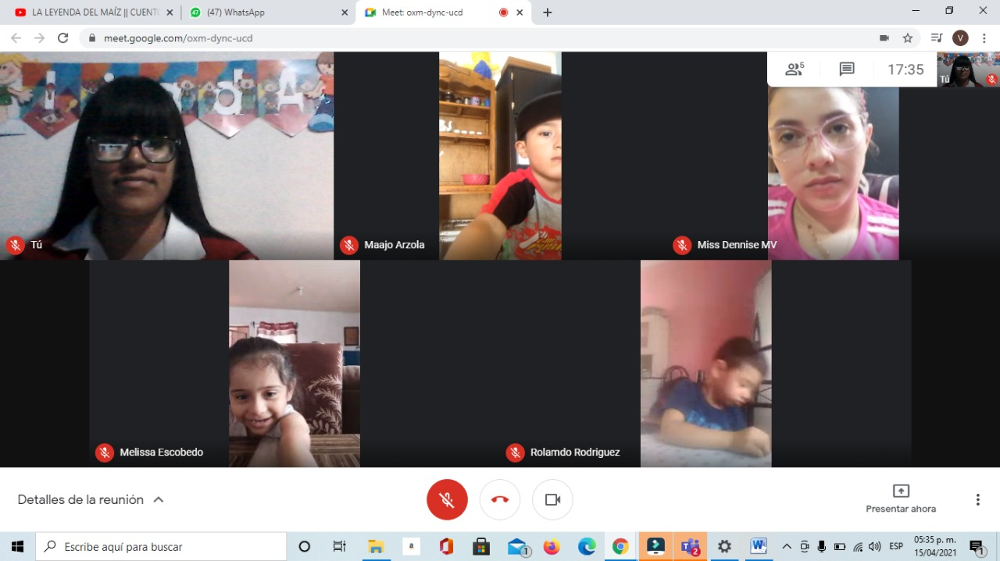 LA LEYENDA DEL MAÍZ || CUENTO
47
(47) WhatsApp
Meet: oxm-dync-ucd
meet.google.com/oxm-dync-ucd
V
5
17:35
Tú
Tú
Maajo Arzola
Miss Dennise MV
Melissa Escobedo
Rolamdo Rodriguez
Detalles de la reunión
Presentar ahora
Escribe aquí para buscar
a
1
2
W
ESP
05:35 p. m.
15/04/2021
1